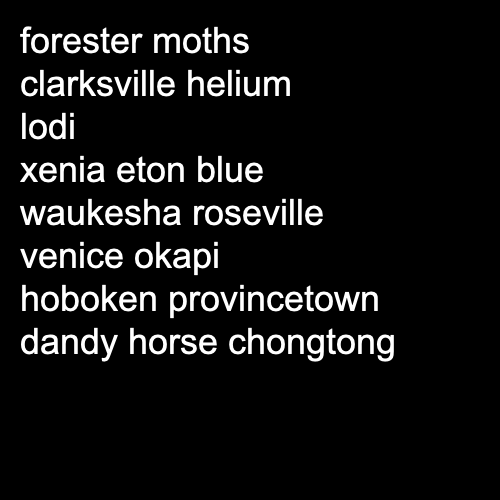 forester moths
clarksville helium
lodi
xenia eton blue
waukesha roseville
venice okapi
hoboken provincetown
dandy horse chongtong